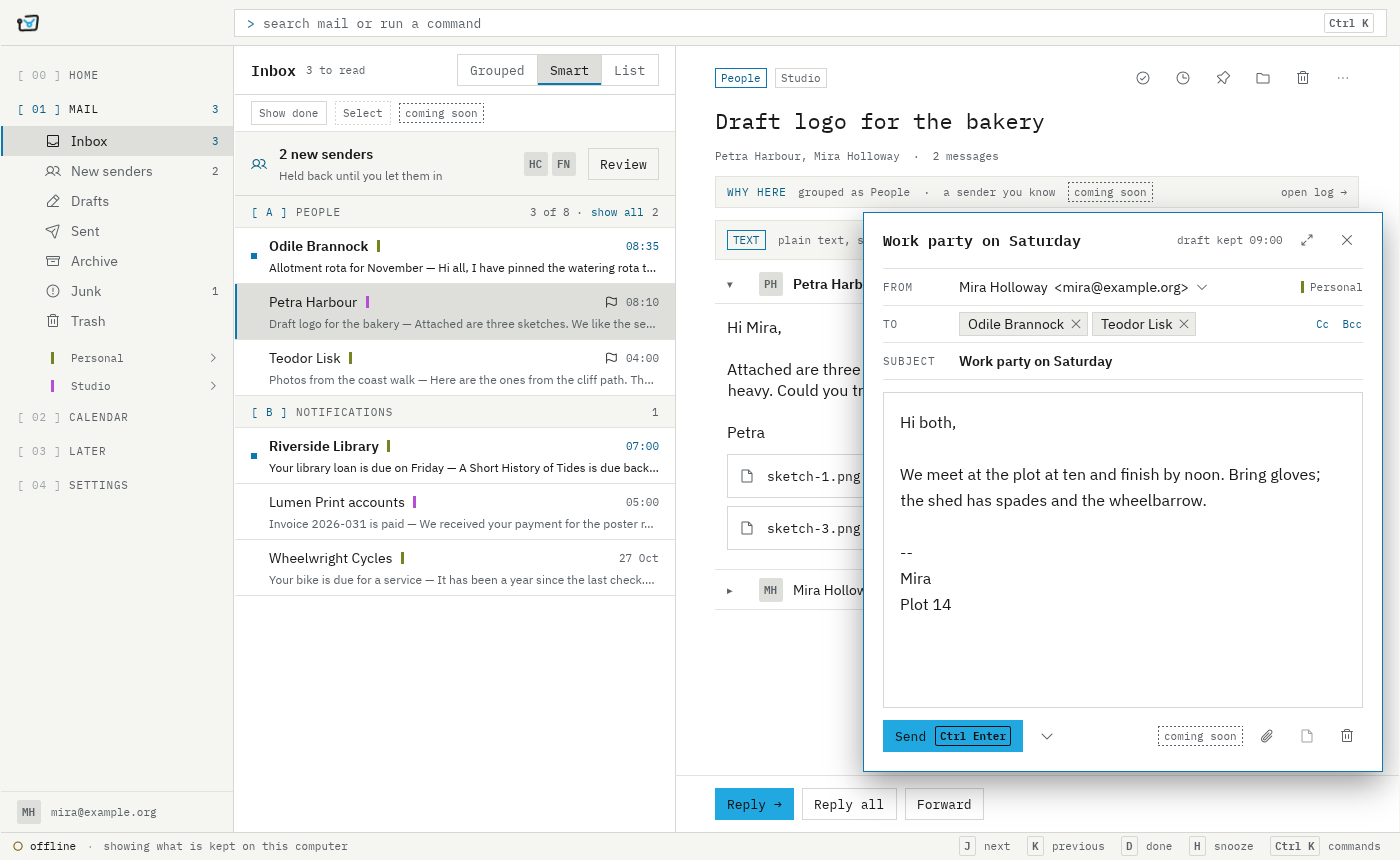 > search mail or run a command
Ctrl K
[ 00 ] HOME
[ 01 ] MAIL 3
Inbox 3
New senders 2
Drafts
Sent
Archive
Junk 1
Trash
Personal
Studio
[ 02 ] CALENDAR
[ 03 ] LATER
[ 04 ] SETTINGS
MH mira@example.org
Inbox 3 to read
Grouped Smart List
Show done Select coming soon
2 new senders
Held back until you let them in
HC FN Review
[ A ] PEOPLE 3 of 8 · show all 2
Odile Brannock 08:35
Allotment rota for November — Hi all, I have pinned the watering rota t…
Petra Harbour 08:10
Draft logo for the bakery — Attached are three sketches. We like the se…
Teodor Lisk 04:00
Photos from the coast walk — Here are the ones from the cliff path. Th…
[ B ] NOTIFICATIONS 1
Riverside Library 07:00
Your library loan is due on Friday — A Short History of Tides is due back…
Lumen Print accounts 05:00
Invoice 2026-031 is paid — We received your payment for the poster r…
Wheelwright Cycles 27 Oct
Your bike is due for a service — It has been a year since the last check.…
People Studio
Draft logo for the bakery
Petra Harbour, Mira Holloway · 2 messages
WHY HERE grouped as People · a sender you know coming soon open log →
TEXT plain text, s
PH Petra Harb
Hi Mira,
Attached are three
heavy. Could you tr
Petra
sketch-1.png
sketch-3.png
MH Mira Hollow
Reply → Reply all Forward
Work party on Saturday draft kept 09:00
FROM Mira Holloway <mira@example.org> Personal
TO Odile Brannock Teodor Lisk Cc Bcc
SUBJECT Work party on Saturday
Hi both,
We meet at the plot at ten and finish by noon. Bring gloves;
the shed has spades and the wheelbarrow.
--
Mira
Plot 14
Send Ctrl Enter coming soon
offline · showing what is kept on this computer
J next K previous D done H snooze Ctrl K commands